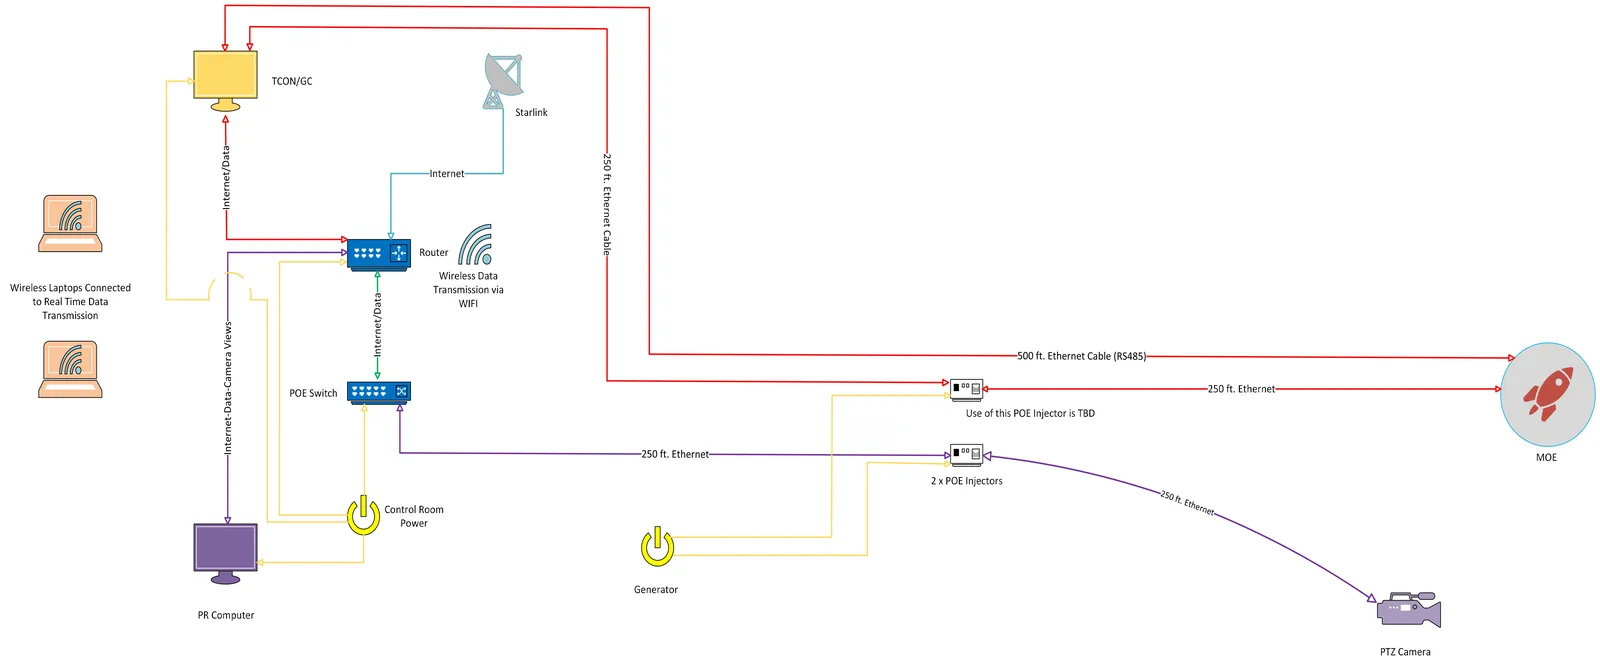 TCON/GC
Starlink
Internet/Data
Internet
250 ft. Ethernet Cable
Router
Wireless Data
Transmission via
WIFI
Wireless Laptops Connected
to Real Time Data
Transmission
Internet/Data
Internet-Data-Camera Views
500 ft. Ethernet Cable (RS485)
POE Switch
250 ft. Ethernet
Use of this POE Injector is TBD
MOE
250 ft. Ethernet
2 x POE Injectors
250 ft. Ethernet
Control Room
Power
Generator
PR Computer
PTZ Camera